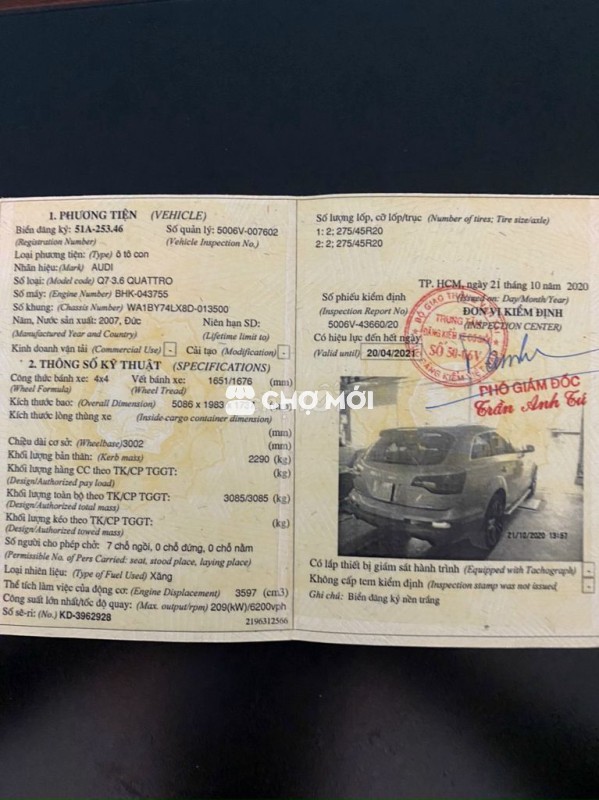 1. PHƯƠNG TIỆN (VEHICLE)
Biển đăng ký: 51A-253.46 Số quản lý: 5006V-007602
(Registration Number) (Vehicle Inspection No.)
Loại phương tiện: (Type) ô tô con
Nhãn hiệu: (Mark) AUDI
Số loại: (Model code) Q7 3.6 QUATTRO
Số máy: (Engine Number) BHK-043755
Số khung: (Chassis Number) WA1BY74LX8D-013500
Năm, Nước sản xuất: 2007, Đức Niên hạn SD:
(Manufactured Year and Country) (Lifetime limit to)
Kinh doanh vận tải (Commercial Use) - Cải tạo (Modification) -
2. THÔNG SỐ KỸ THUẬT (SPECIFICATIONS)
Công thức bánh xe: 4x4 Vết bánh xe: 1651/1676 (mm)
(Wheel Formula) (Wheel Tread)
Kích thước bao: (Overall Dimension) 5086 x 1983 (mm)
Kích thước lòng thùng xe (Inside-cargo container dimension)
(mm)
Chiều dài cơ sở: (Wheelbase) 3002 (mm)
Khối lượng bản thân: (Kerb mass) 2290 (kg)
Khối lượng hàng CC theo TK/CP TGGT: (kg)
(Design/Authorized pay load)
Khối lượng toàn bộ theo TK/CP TGGT: 3085/3085 (kg)
(Design/Authorized total mass)
Khối lượng kéo theo TK/CP TGGT: (kg)
(Design/Authorized towed mass)
Số người cho phép chở: 7 chỗ ngồi, 0 chỗ đứng, 0 chỗ nằm
(Permissible No. of Pers Carried: seat, stood place, laying place)
Loại nhiên liệu: (Type of Fuel Used) Xăng
Thể tích làm việc của động cơ: (Engine Displacement) 3597 (cm3)
Công suất lớn nhất/tốc độ quay: (Max. output/rpm) 209(kW)/6200vph
Số sê-ri: (No.) KD-3962928
2196312566
Số lượng lốp, cỡ lốp/trục (Number of tires; Tire size/axle)
1: 2; 275/45R20
2: 2; 275/45R20
TP. HCM, ngày 21 tháng 10 năm 2020
(Issued on: Day/Month/Year)
Số phiếu kiểm định ĐƠN VỊ KIỂM ĐỊNH
(Inspection Report No) (INSPECTION CENTER)
5006V-43660/20
Có hiệu lực đến hết ngày
(Valid until) 20/04/2021
BỘ GIAO THÔNG
TRUNG TÂM
ĐĂNG KIỂM XE CƠ GIỚI
SỐ 50-06V
PHÓ GIÁM ĐỐC
Trần Anh Tú
CHỢ MỚI
CHỢ MỚI
21/10/2020 13:57
Có lắp thiết bị giám sát hành trình (Equipped with Tachograph) -
Không cấp tem kiểm định (Inspection stamp was not issued) -
Ghi chú: Biển đăng ký nền trắng